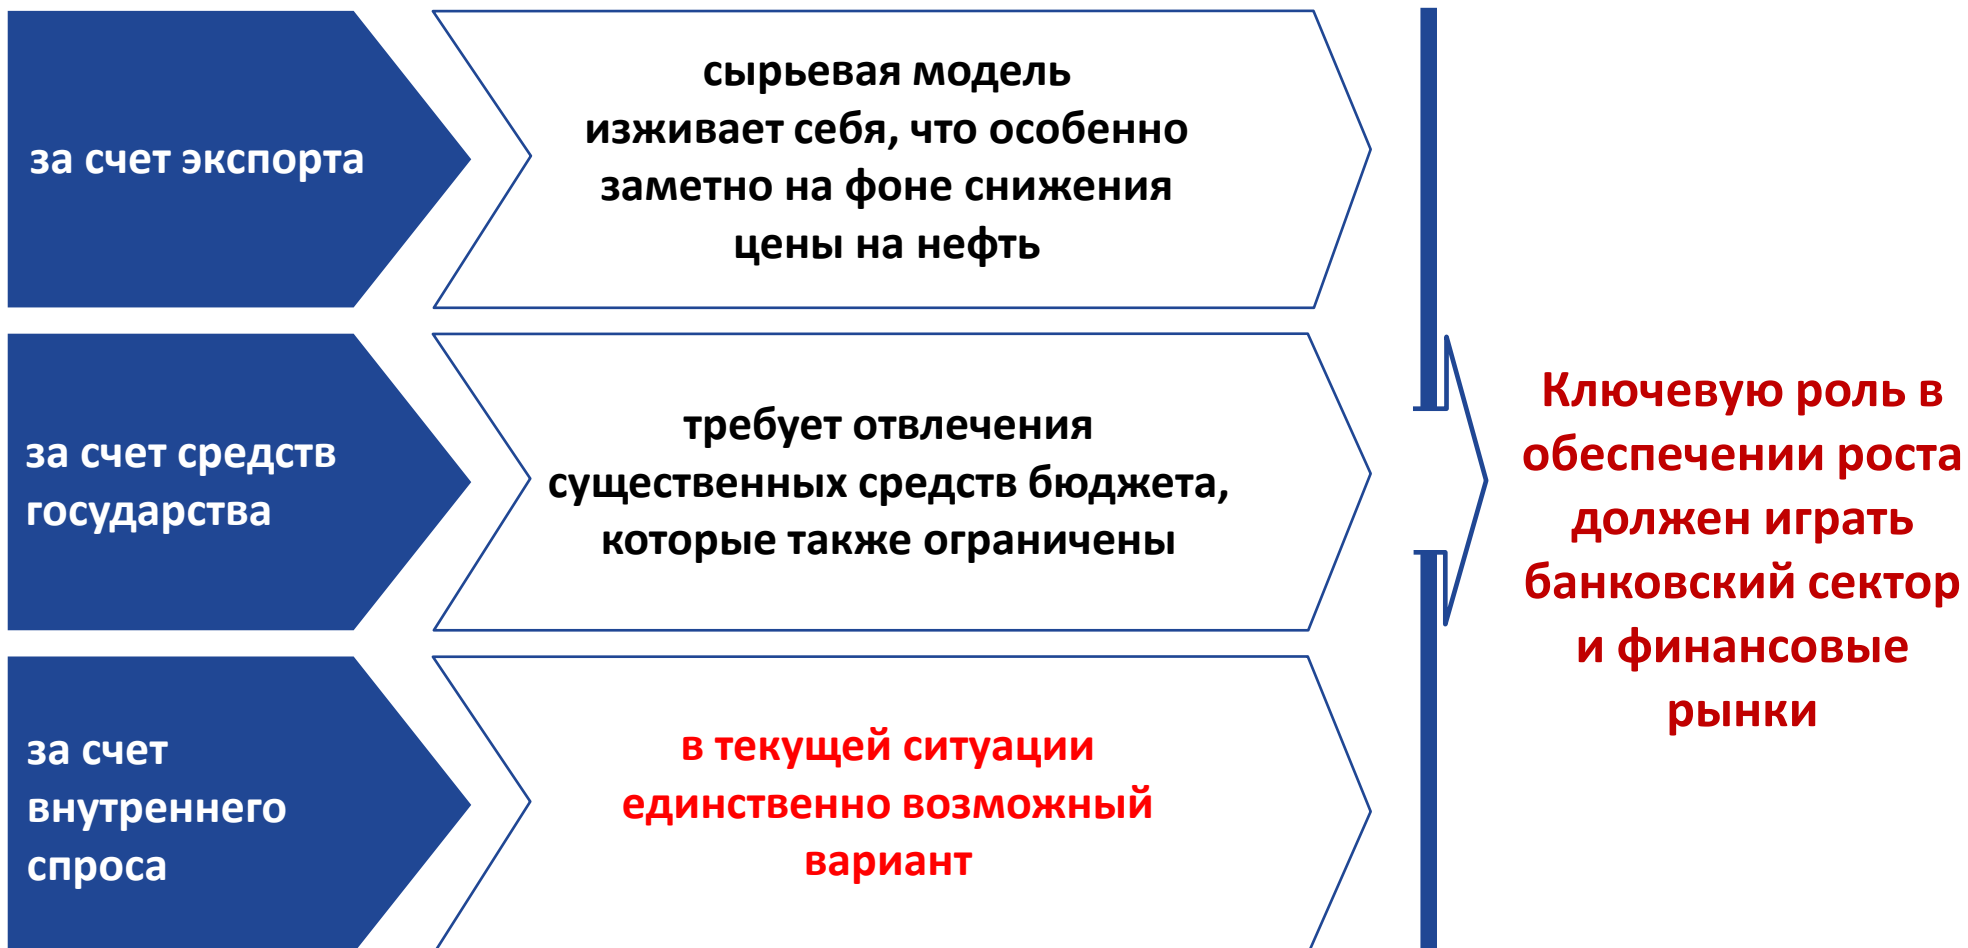 за счет экспорта
сырьевая модель
изживает себя, что особенно
заметно на фоне снижения
цены на нефть
за счет средств
государства
требует отвлечения
существенных средств бюджета,
которые также ограничены
за счет
внутреннего
спроса
в текущей ситуации
единственно возможный
вариант
Ключевую роль в
обеспечении роста
должен играть
банковский сектор
и финансовые
рынки